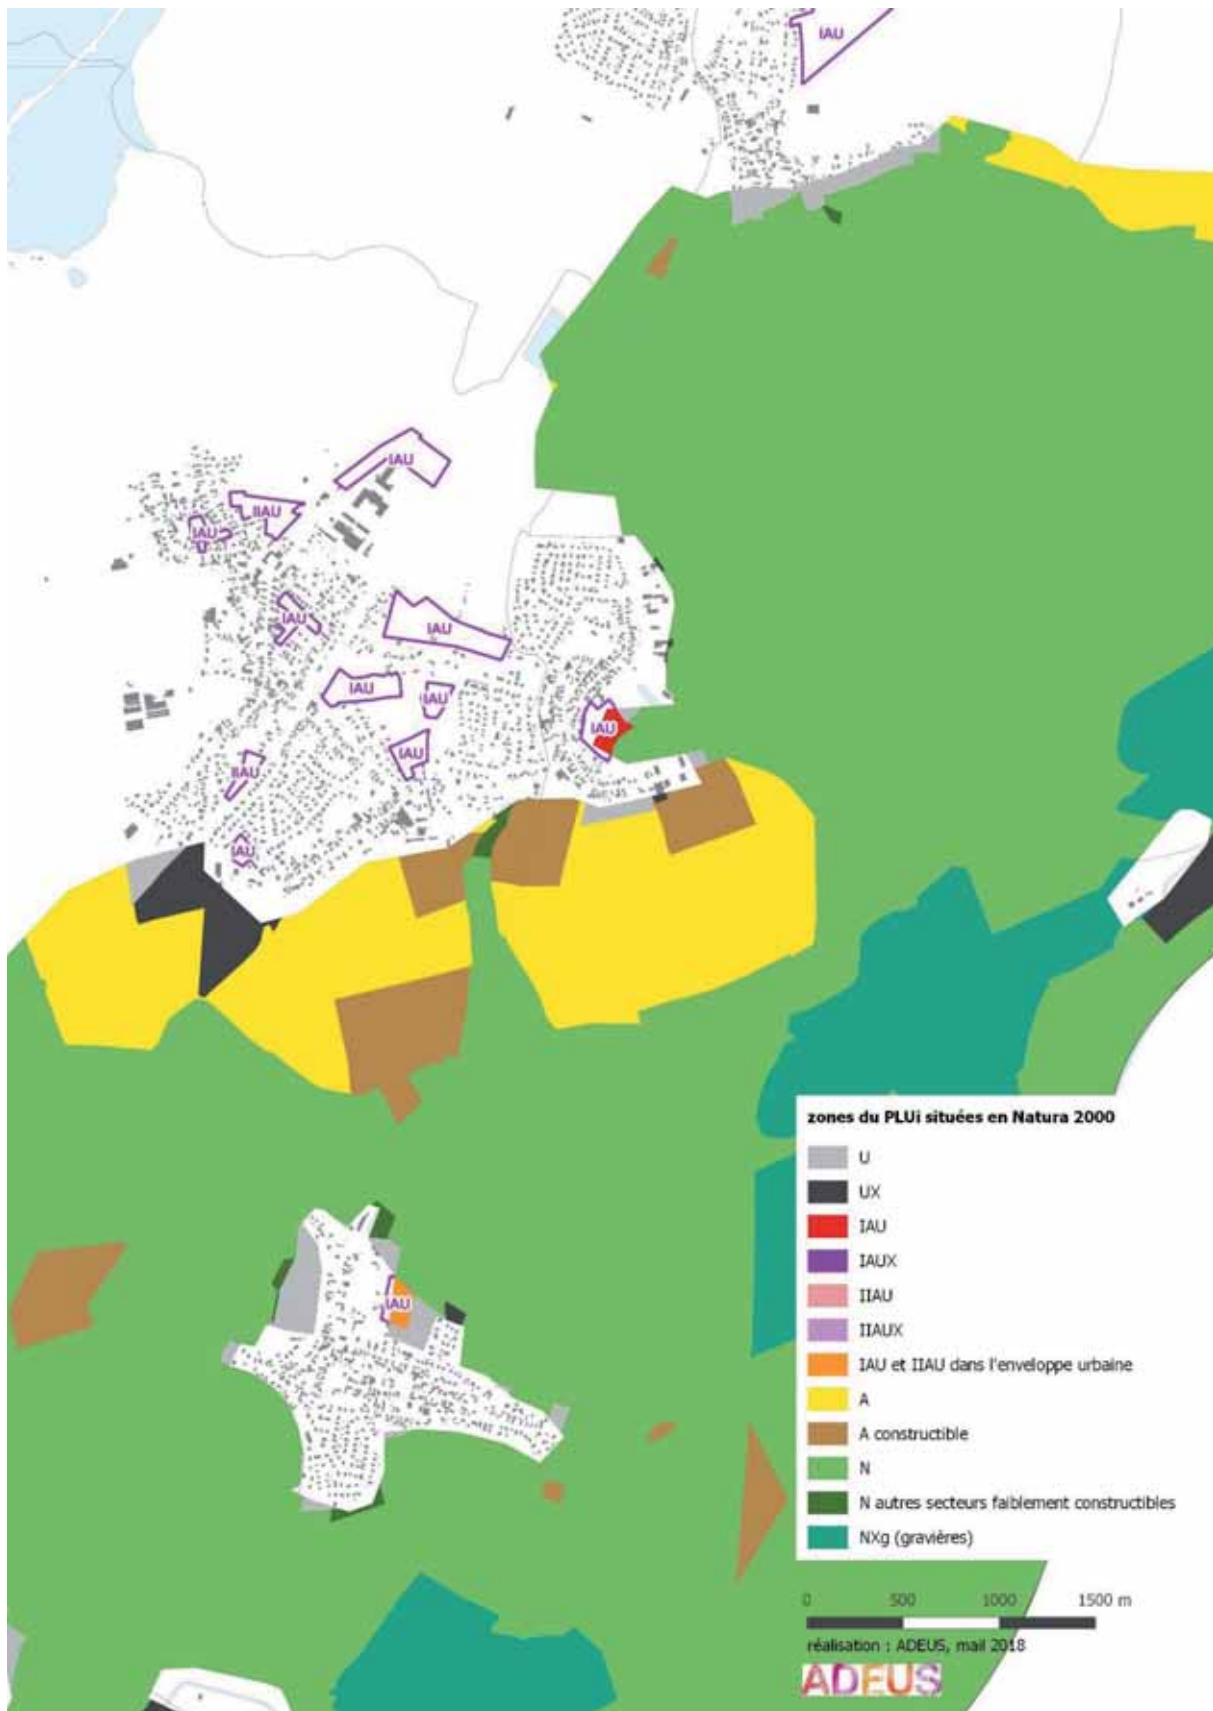 IAU
IAU
IIAU
IAU
IAU
IAU
IAU
IAU
IAU
IAU
IIAU
IAU
IAU
zones du PLUi situées en Natura 2000
U
UX
IAU
IAUX
IIAU
IIAUX
IAU et IIAU dans l'enveloppe urbaine
A
A constructible
N
N autres secteurs faiblement constructibles
NXg (gravières)
0 500 1000 1500 m
réalisation : ADEUS, mail 2018
ADEUS